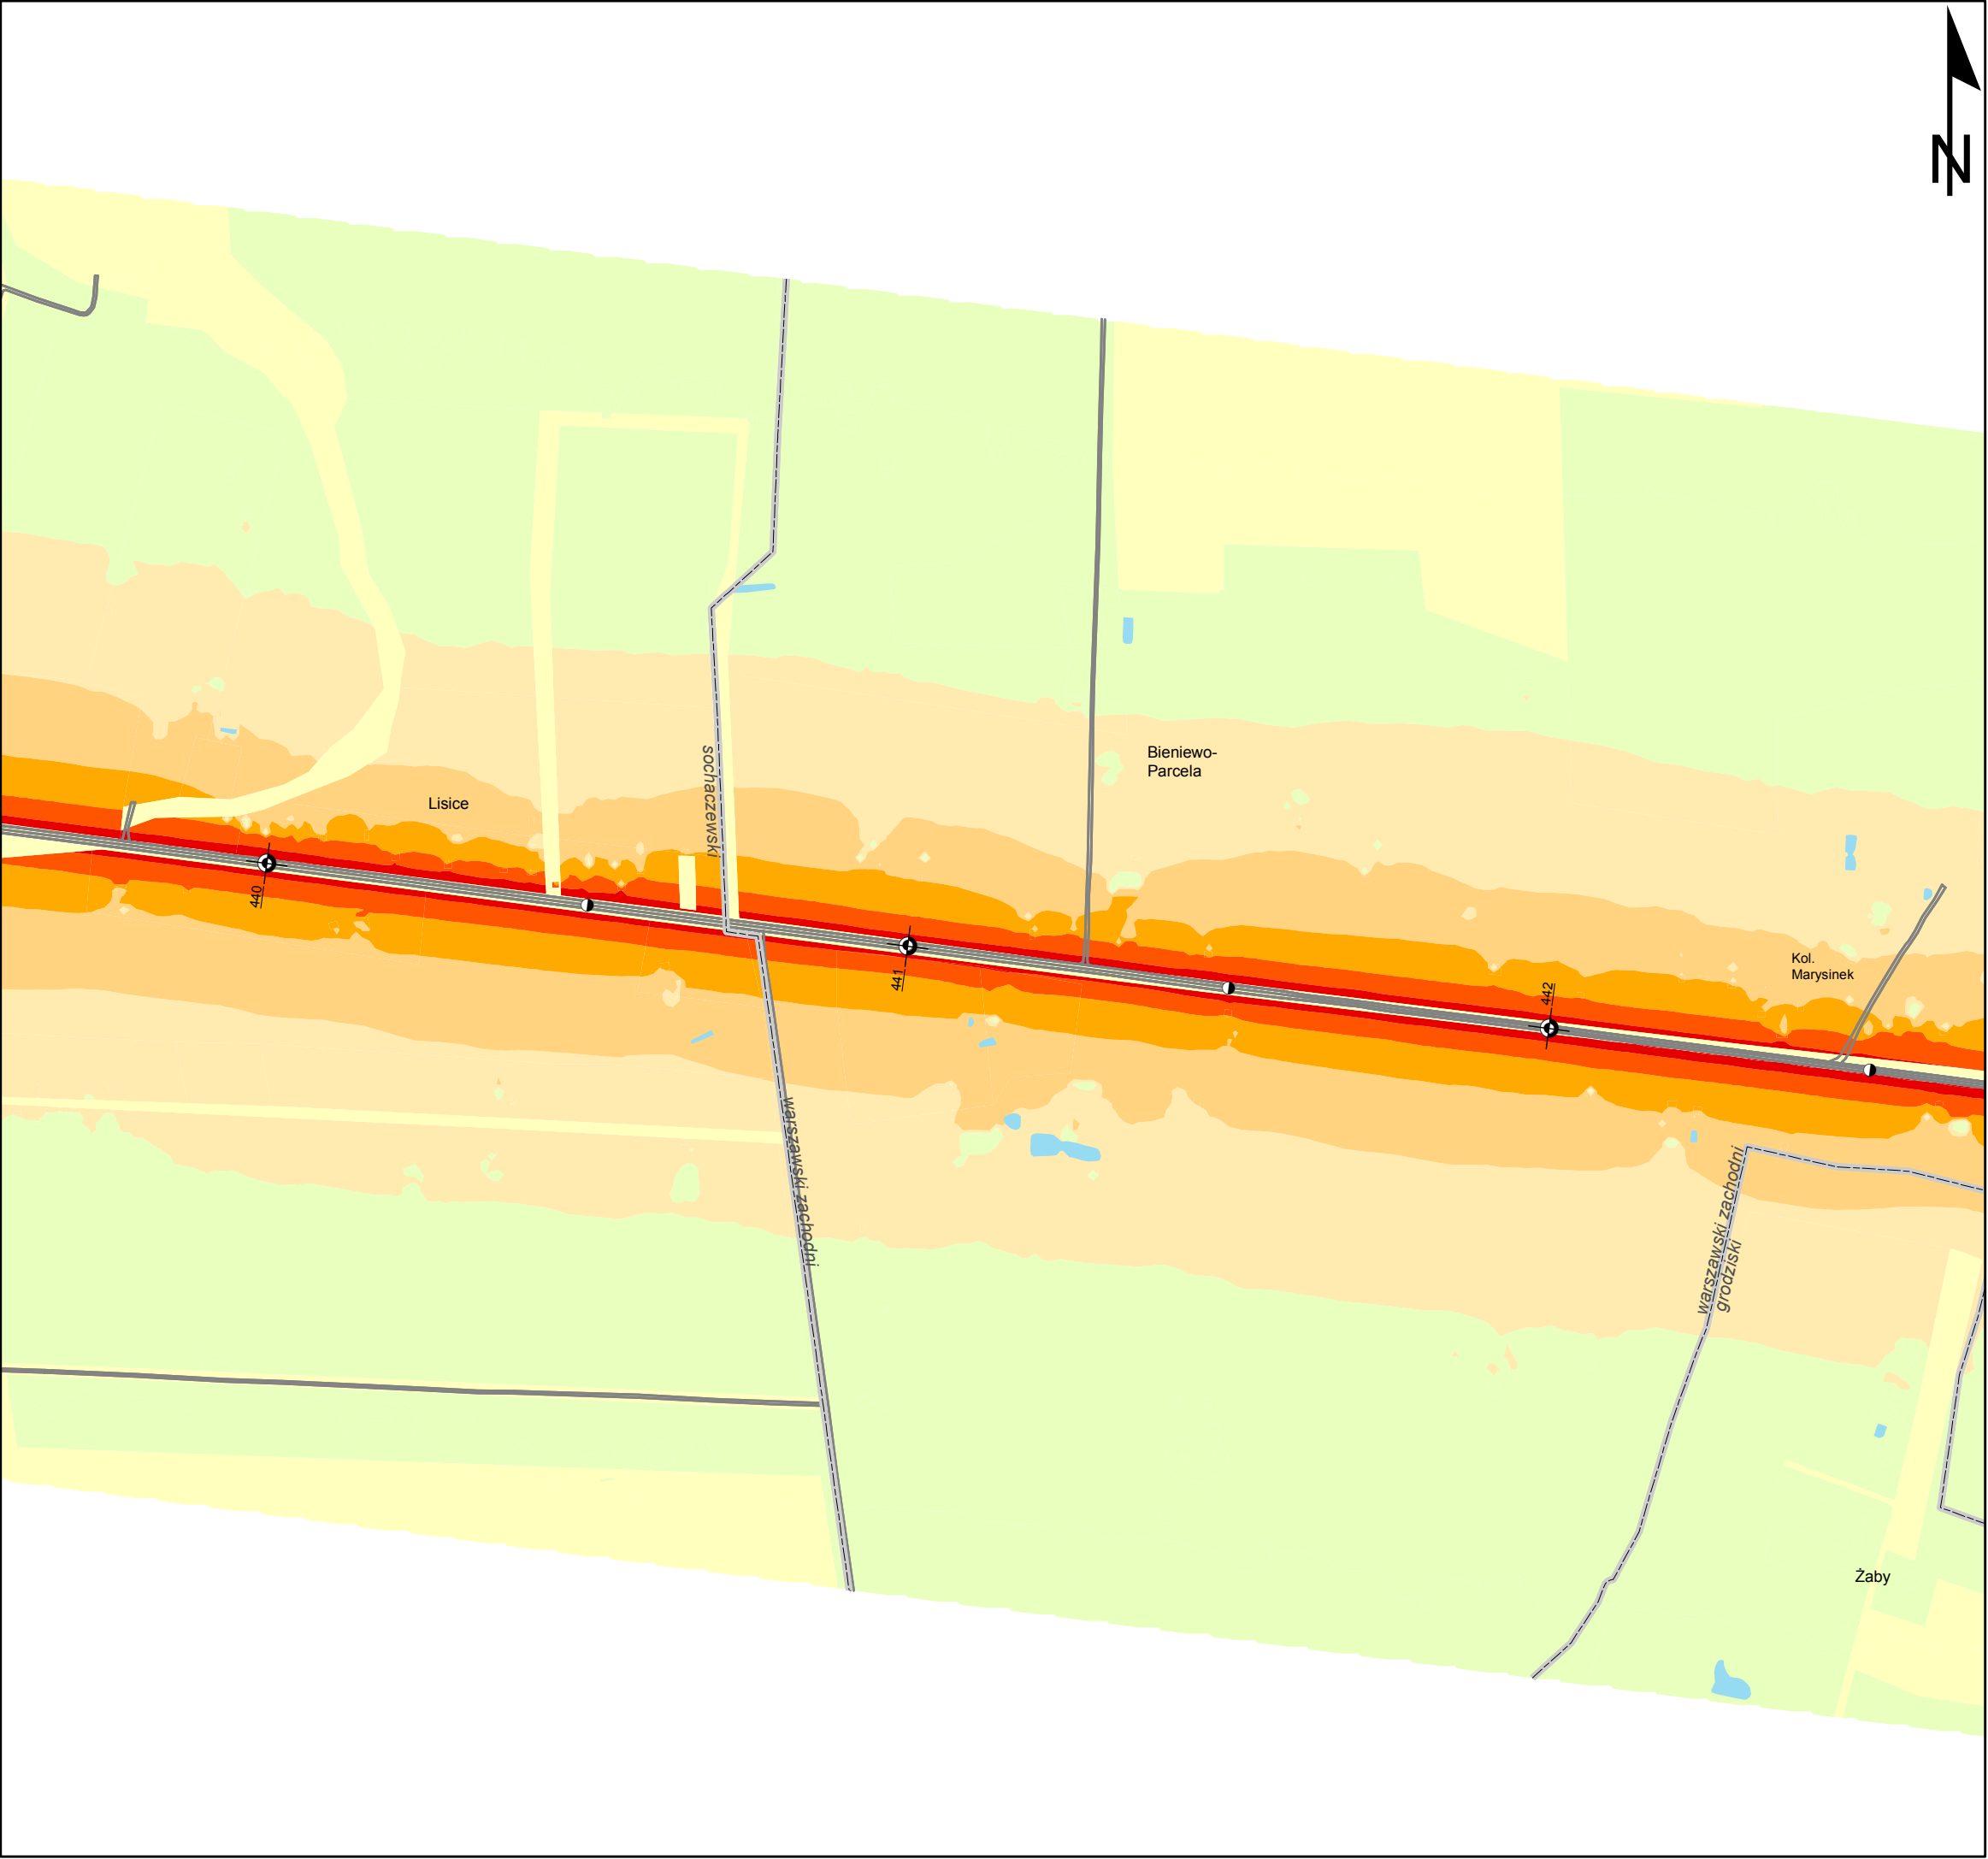 N
sochaczewski
Bieniewo-
Parcela
Lisice
440
441
442
Kol.
Marysinek
warszawski zachodni
warszawski zachodni
grodziski
Żaby